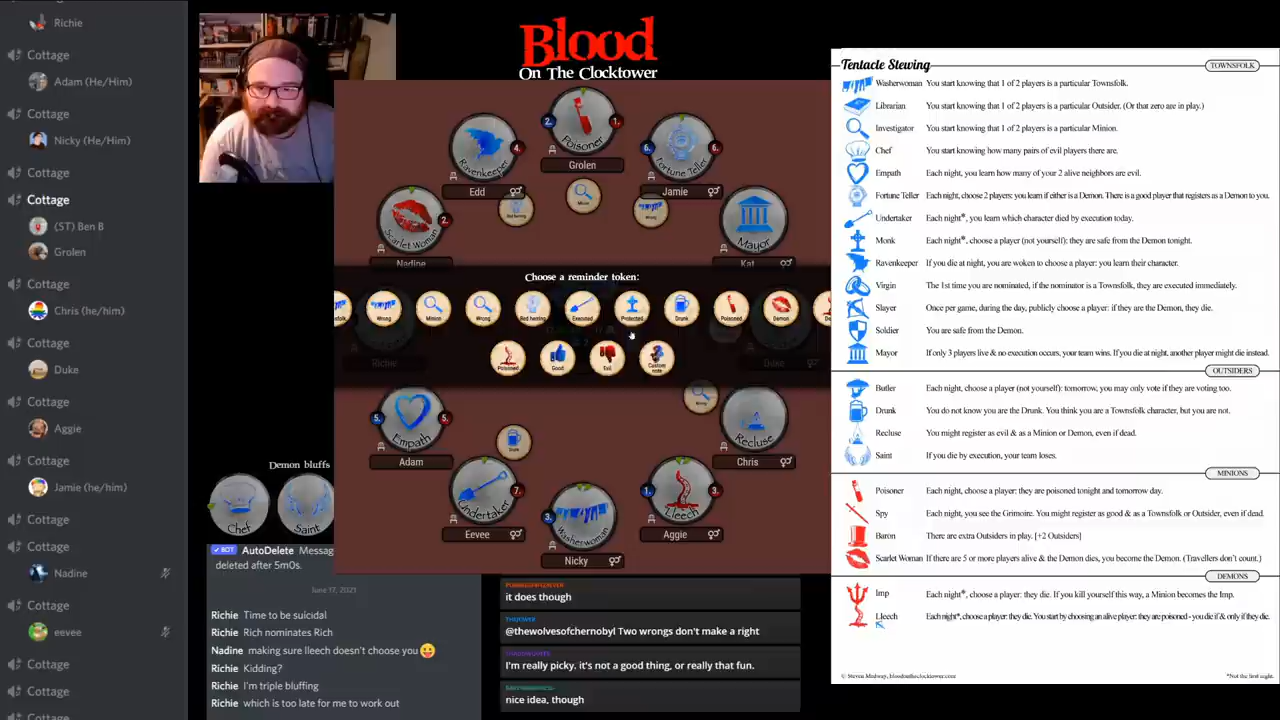 Richie
Cottage
Adam (He/Him)
Cottage
Nicky (He/Him)
Cottage
Cottage
(ST) Ben B
Grolen
Cottage
Chris (he/him)
Cottage
Duke
Cottage
Aggie
Cottage
Jamie (he/him)
Cottage
Cottage
Nadine
Cottage
eevee
Cottage
Cottage
Blood
On The Clocktower
Poisoner
Grolen
Ravenkeeper
Edd
Fortune Teller
Jamie
Scarlet Woman
Nadine
Mayor
Kat
Red herring
Minion
Wrong
Choose a reminder token:
Wrong
Minion
Wrong
Red herring
Executed
Protected
Drunk
Poisoned
Demon
Richie
Duke
Poisoned
Good
Evil
Custom note
Empath
Adam
Drunk
Wrong
Recluse
Chris
Undertaker
Eevee
Washerwoman
Nicky
Lleech
Aggie
Demon bluffs
Chef
Saint
BOT AutoDelete Messag
deleted after 5m0s.
June 17, 2021
Richie Time to be suicidal
Richie Rich nominates Rich
Nadine making sure lleech doesn't choose you
Richie Kidding?
Richie I'm triple bluffing
Richie which is too late for me to work out
it does though
@thewolvesofchernobyl Two wrongs don't make a right
I'm really picky. it's not a good thing, or really that fun.
nice idea, though
Tentacle Stewing
TOWNSFOLK
Washerwoman You start knowing that 1 of 2 players is a particular Townsfolk.
Librarian You start knowing that 1 of 2 players is a particular Outsider. (Or that zero are in play.)
Investigator You start knowing that 1 of 2 players is a particular Minion.
Chef You start knowing how many pairs of evil players there are.
Empath Each night, you learn how many of your 2 alive neighbors are evil.
Fortune Teller Each night, choose 2 players: you learn if either is a Demon. There is a good player that registers as a Demon to you.
Undertaker Each night*, you learn which character died by execution today.
Monk Each night*, choose a player (not yourself): they are safe from the Demon tonight.
Ravenkeeper If you die at night, you are woken to choose a player: you learn their character.
Virgin The 1st time you are nominated, if the nominator is a Townsfolk, they are executed immediately.
Slayer Once per game, during the day, publicly choose a player: if they are the Demon, they die.
Soldier You are safe from the Demon.
Mayor If only 3 players live & no execution occurs, your team wins. If you die at night, another player might die instead.
OUTSIDERS
Butler Each night, choose a player (not yourself): tomorrow, you may only vote if they are voting too.
Drunk You do not know you are the Drunk. You think you are a Townsfolk character, but you are not.
Recluse You might register as evil & as a Minion or Demon, even if dead.
Saint If you die by execution, your team loses.
MINIONS
Poisoner Each night, choose a player: they are poisoned tonight and tomorrow day.
Spy Each night, you see the Grimoire. You might register as good & as a Townsfolk or Outsider, even if dead.
Baron There are extra Outsiders in play. [+2 Outsiders]
Scarlet Woman If there are 5 or more players alive & the Demon dies, you become the Demon. (Travellers don't count.)
DEMONS
Imp Each night*, choose a player: they die. If you kill yourself this way, a Minion becomes the Imp.
Lleech Each night*, choose a player: they die. You start by choosing an alive player: they are poisoned - you die if & only if they die.
© Steven Medway, bloodontheclocktower.com
*Not the first night.